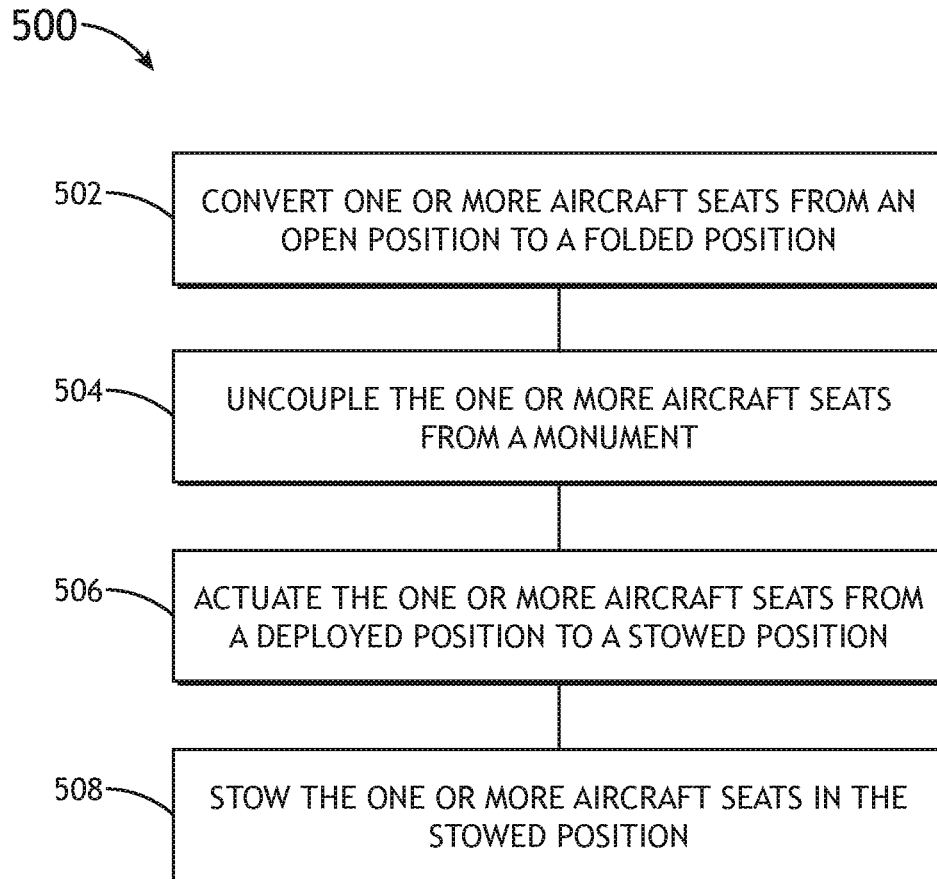 500
502
CONVERT ONE OR MORE AIRCRAFT SEATS FROM AN
OPEN POSITION TO A FOLDED POSITION
504
UNCOUPLE THE ONE OR MORE AIRCRAFT SEATS
FROM A MONUMENT
506
ACTUATE THE ONE OR MORE AIRCRAFT SEATS FROM
A DEPLOYED POSITION TO A STOWED POSITION
508
STOW THE ONE OR MORE AIRCRAFT SEATS IN THE
STOWED POSITION